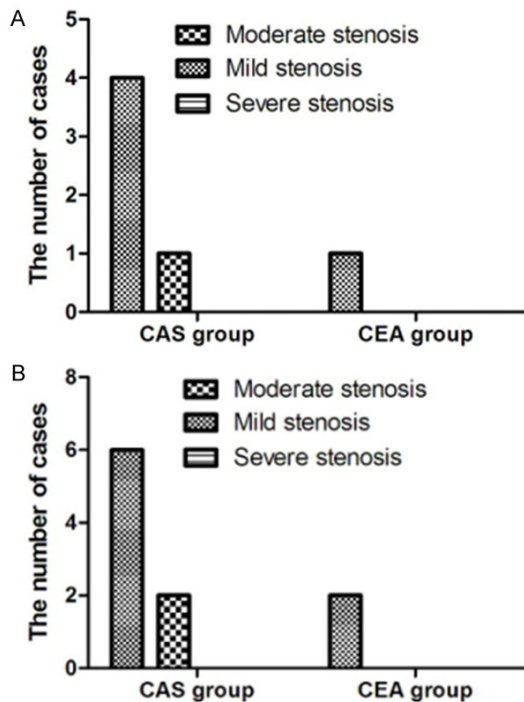 A
The number of cases
5
4
3
2
1
0
Moderate stenosis
Mild stenosis
Severe stenosis
CAS group
CEA group
B
The number of cases
8
6
4
2
0
Moderate stenosis
Mild stenosis
Severe stenosis
CAS group
CEA group